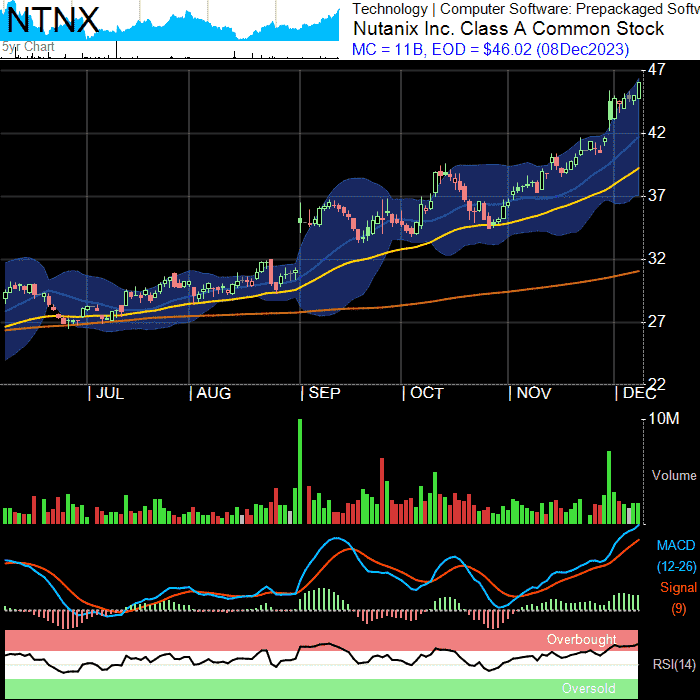 NTNX
5yr Chart
Technology | Computer Software: Prepackaged Softw
Nutanix Inc. Class A Common Stock
MC = 11B, EOD = $46.02 (08Dec2023)
47
42
37
32
27
22
| JUL | AUG | SEP | OCT | NOV | DEC
10M
Volume
MACD
(12-26)
Signal
(9)
Overbought
RSI(14)
Oversold